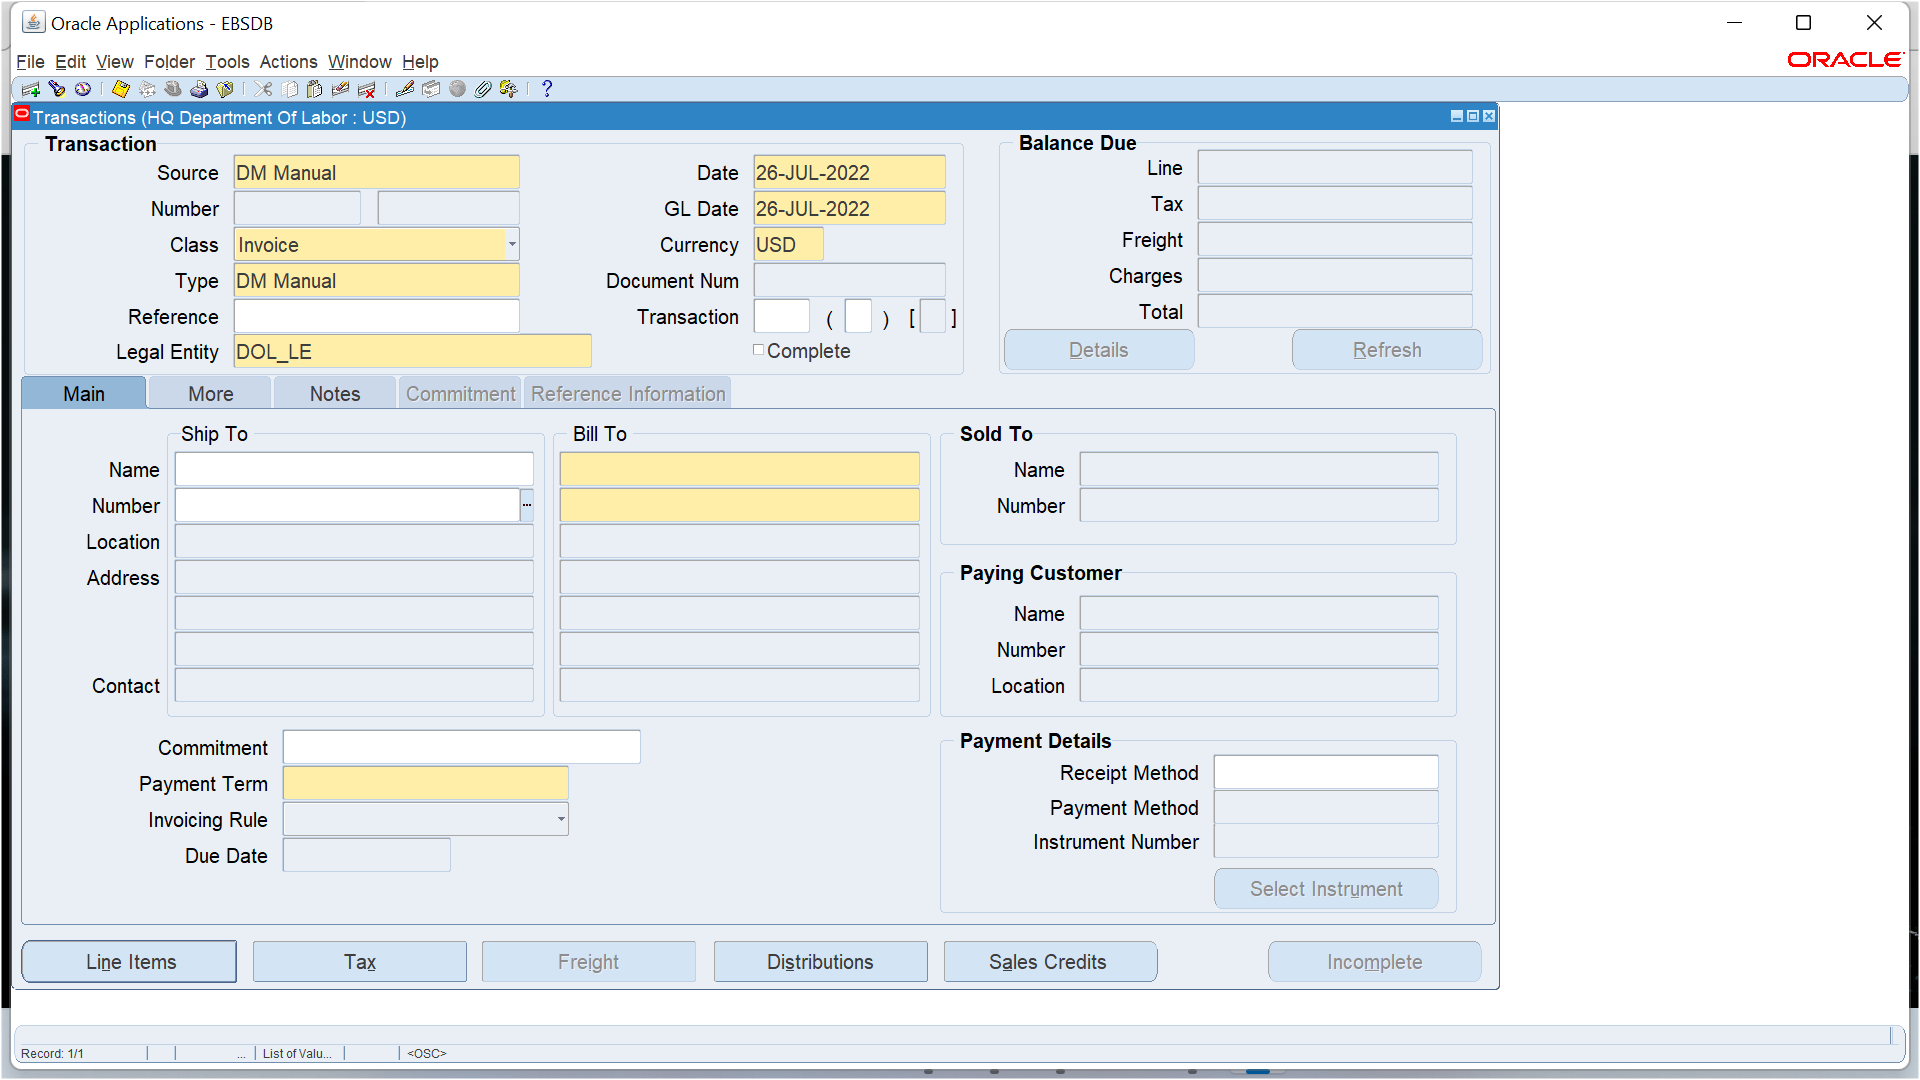 Oracle Applications - EBSDB
File Edit View Folder Tools Actions Window Help
ORACLE
Transactions (HQ Department Of Labor : USD)
Transaction
Source DM Manual
Number
Class Invoice
Type DM Manual
Reference
Legal Entity DOL_LE
Date 26-JUL-2022
GL Date 26-JUL-2022
Currency USD
Document Num
Transaction ( ) [ ]
Complete
Balance Due
Line
Tax
Freight
Charges
Total
Details Refresh
Main More Notes Commitment Reference Information
Ship To Bill To
Name
Number ...
Location
Address
Contact
Sold To
Name
Number
Paying Customer
Name
Number
Location
Commitment
Payment Term
Invoicing Rule
Due Date
Payment Details
Receipt Method
Payment Method
Instrument Number
Select Instrument
Line Items Tax Freight Distributions Sales Credits Incomplete
Record: 1/1 ... List of Valu... <OSC>